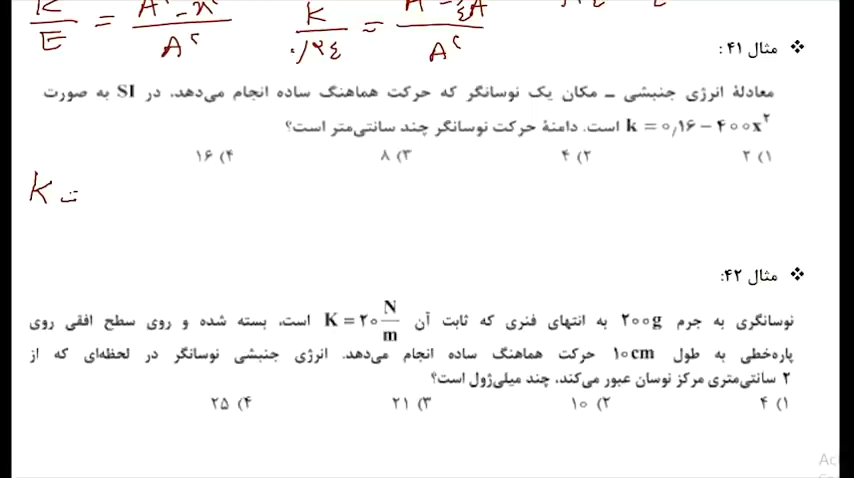 K/E = A² - x²/A²   K/۰/۶۴ = A² - /A²
❖ مثال ۴۱ :
معادلهٔ انرژی جنبشی – مکان یک نوسانگر که حرکت هماهنگ ساده انجام می‌دهد، در SI به صورت
k = ۰٫۱۶ – ۴۰۰x² است. دامنهٔ حرکت نوسانگر چند سانتی‌متر است؟
۱) ۲   ۲) ۴   ۳) ۸   ۴) ۱۶
K =
❖ مثال ۴۲:
نوسانگری به جرم ۲۰۰g به انتهای فنری که ثابت آن K = ۲۰ N/m است، بسته شده و روی سطح افقی روی
پاره‌خطی به طول ۱۰cm حرکت هماهنگ ساده انجام می‌دهد. انرژی جنبشی نوسانگر در لحظه‌ای که از
۲ سانتی‌متری مرکز نوسان عبور می‌کند، چند میلی‌ژول است؟
۱) ۴   ۲) ۱۰   ۳) ۲۱   ۴) ۲۵